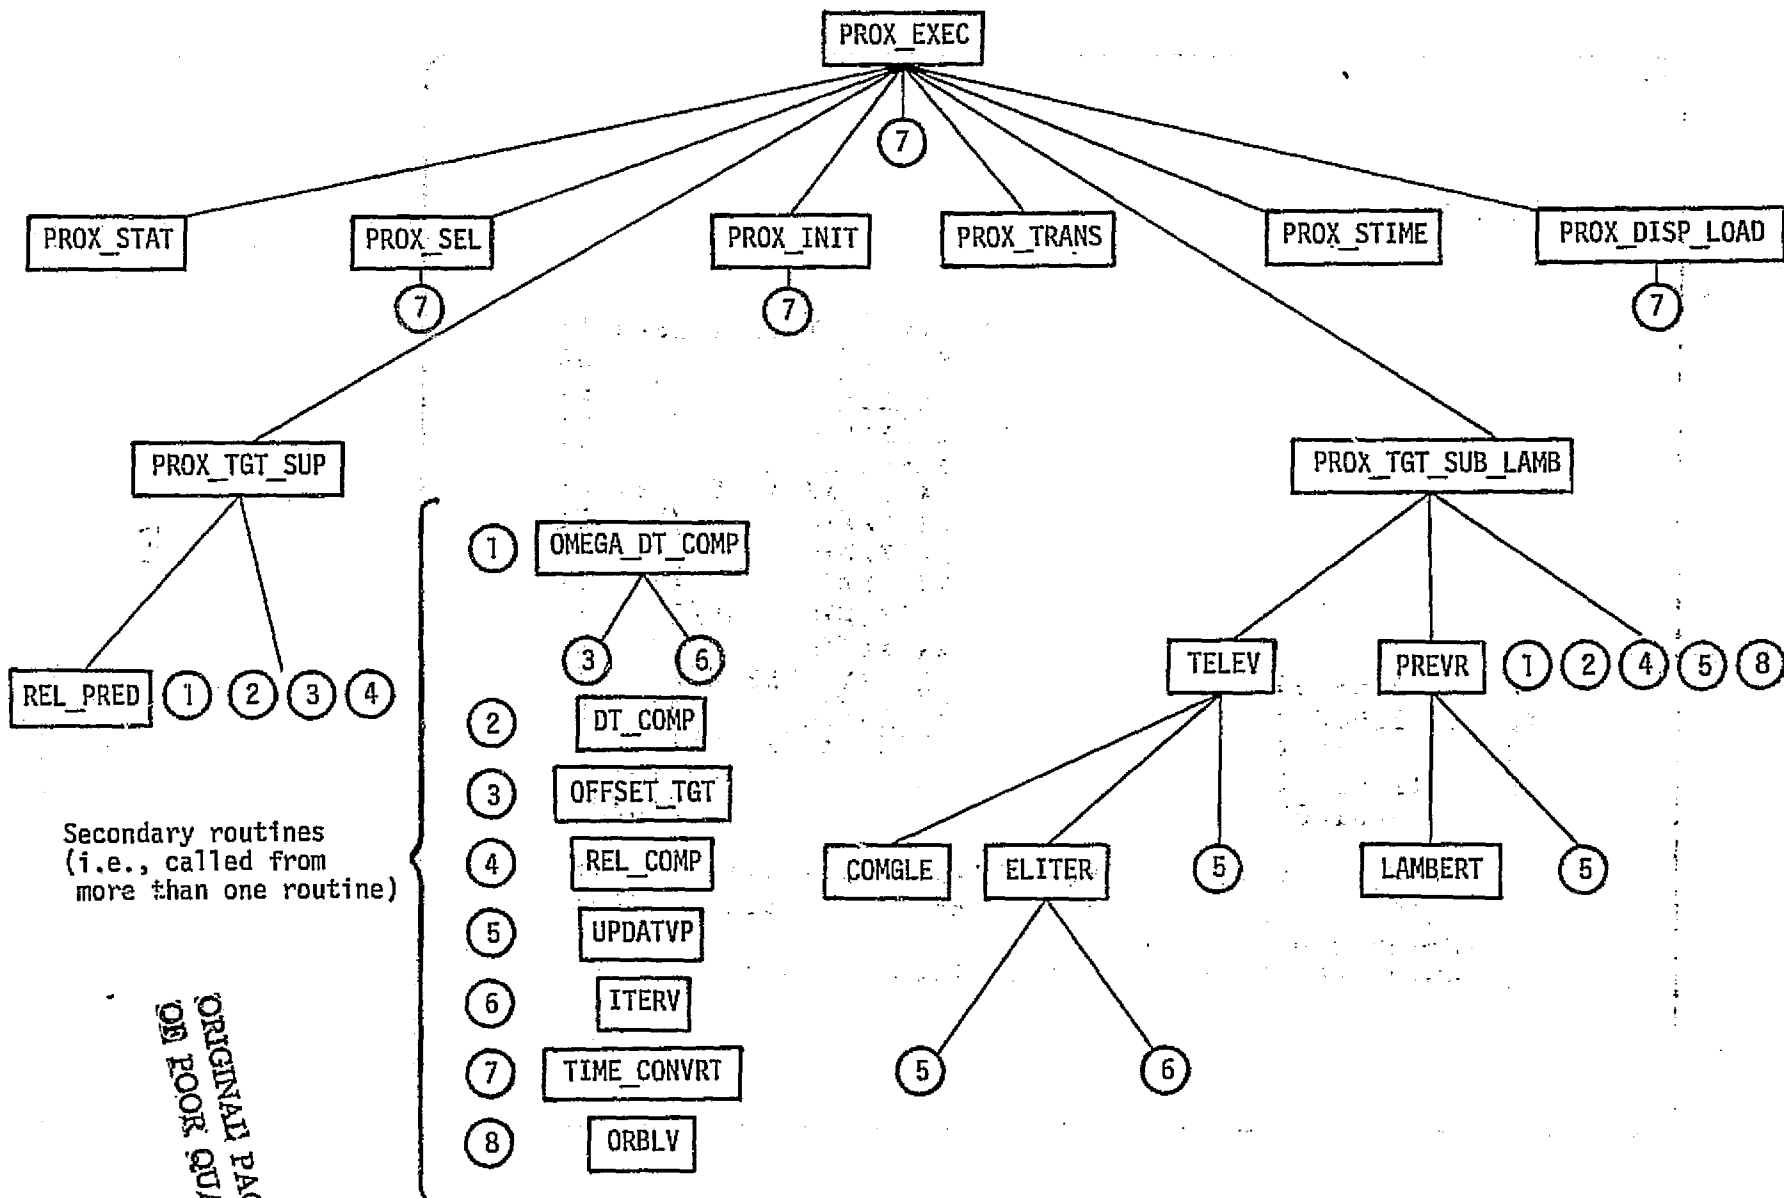 PROX_EXEC
7
PROX_STAT
PROX_SEL
PROX_INIT
PROX_TRANS
PROX_STIME
PROX_DISP_LOAD
7
7
7
PROX_TGT_SUP
PROX_TGT_SUB_LAMB
REL_PRED
1 2 3 4
TELEV
PREVR
1 2 4 5 8
COMGLE
ELITER
5
LAMBERT
5
5
6
Secondary routines
(i.e., called from
more than one routine)
1 OMEGA_DT_COMP
3 6
2 DT_COMP
3 OFFSET_TGT
4 REL_COMP
5 UPDATVP
6 ITERV
7 TIME_CONVRT
8 ORBLV
ORIGINAL PAG
OF POOR QUA